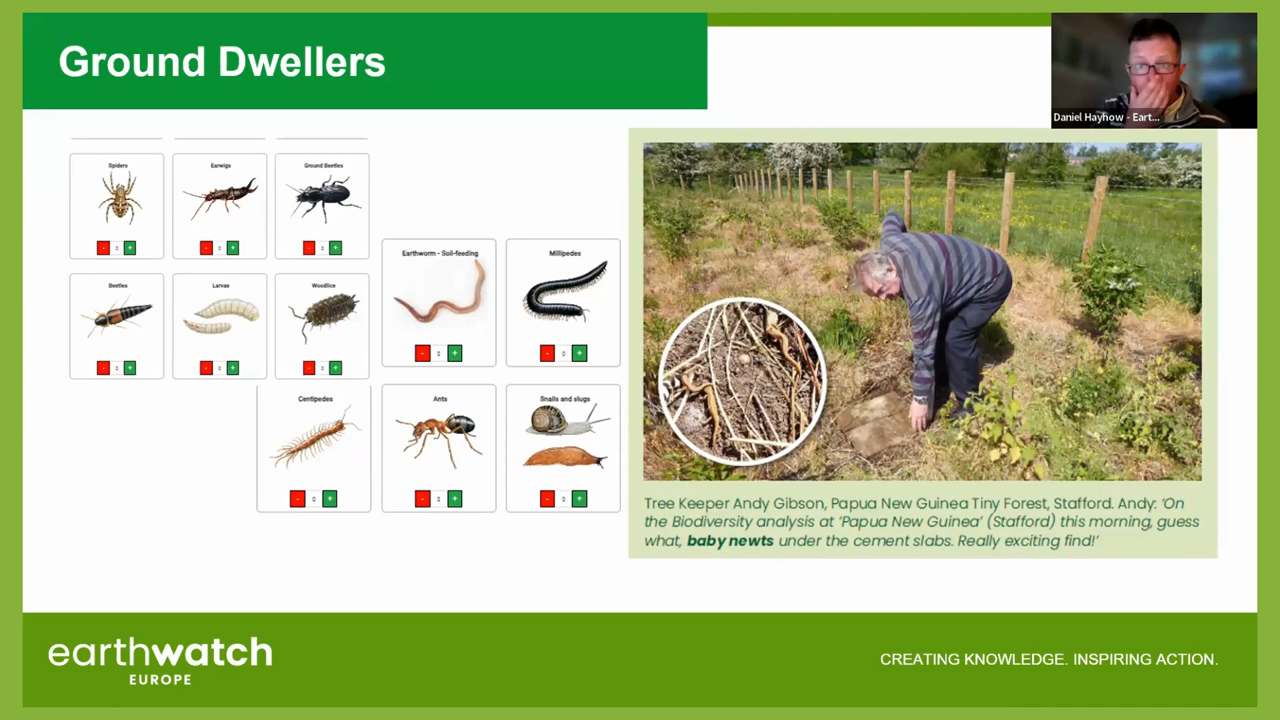 Ground Dwellers
Daniel Hayhow - Eart...
Spiders
Earwigs
Ground Beetles
- +
- +
- +
Earthworm - Soil-feeding
Millipedes
- +
- +
Beetles
Larvae
Woodlice
- +
- +
- +
Centipedes
Ants
Snails and slugs
- +
- +
- +
Tree Keeper Andy Gibson, Papua New Guinea Tiny Forest, Stafford. Andy: ‘On
the Biodiversity analysis at ‘Papua New Guinea’ (Stafford) this morning, guess
what, baby newts under the cement slabs. Really exciting find!’
earthwatch
EUROPE
CREATING KNOWLEDGE. INSPIRING ACTION.